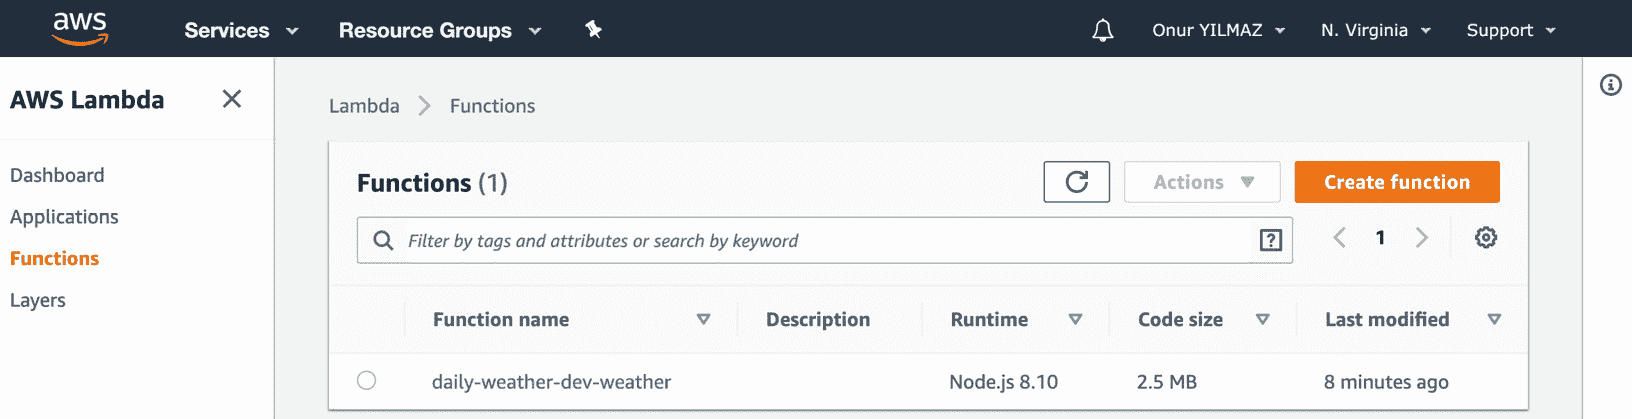 aws Services Resource Groups Onur YILMAZ N. Virginia Support
AWS Lambda
Lambda Functions
Dashboard
Applications
Functions
Layers
Functions (1) Actions Create function
Filter by tags and attributes or search by keyword ? 1
Function name Description Runtime Code size Last modified
daily-weather-dev-weather Node.js 8.10 2.5 MB 8 minutes ago